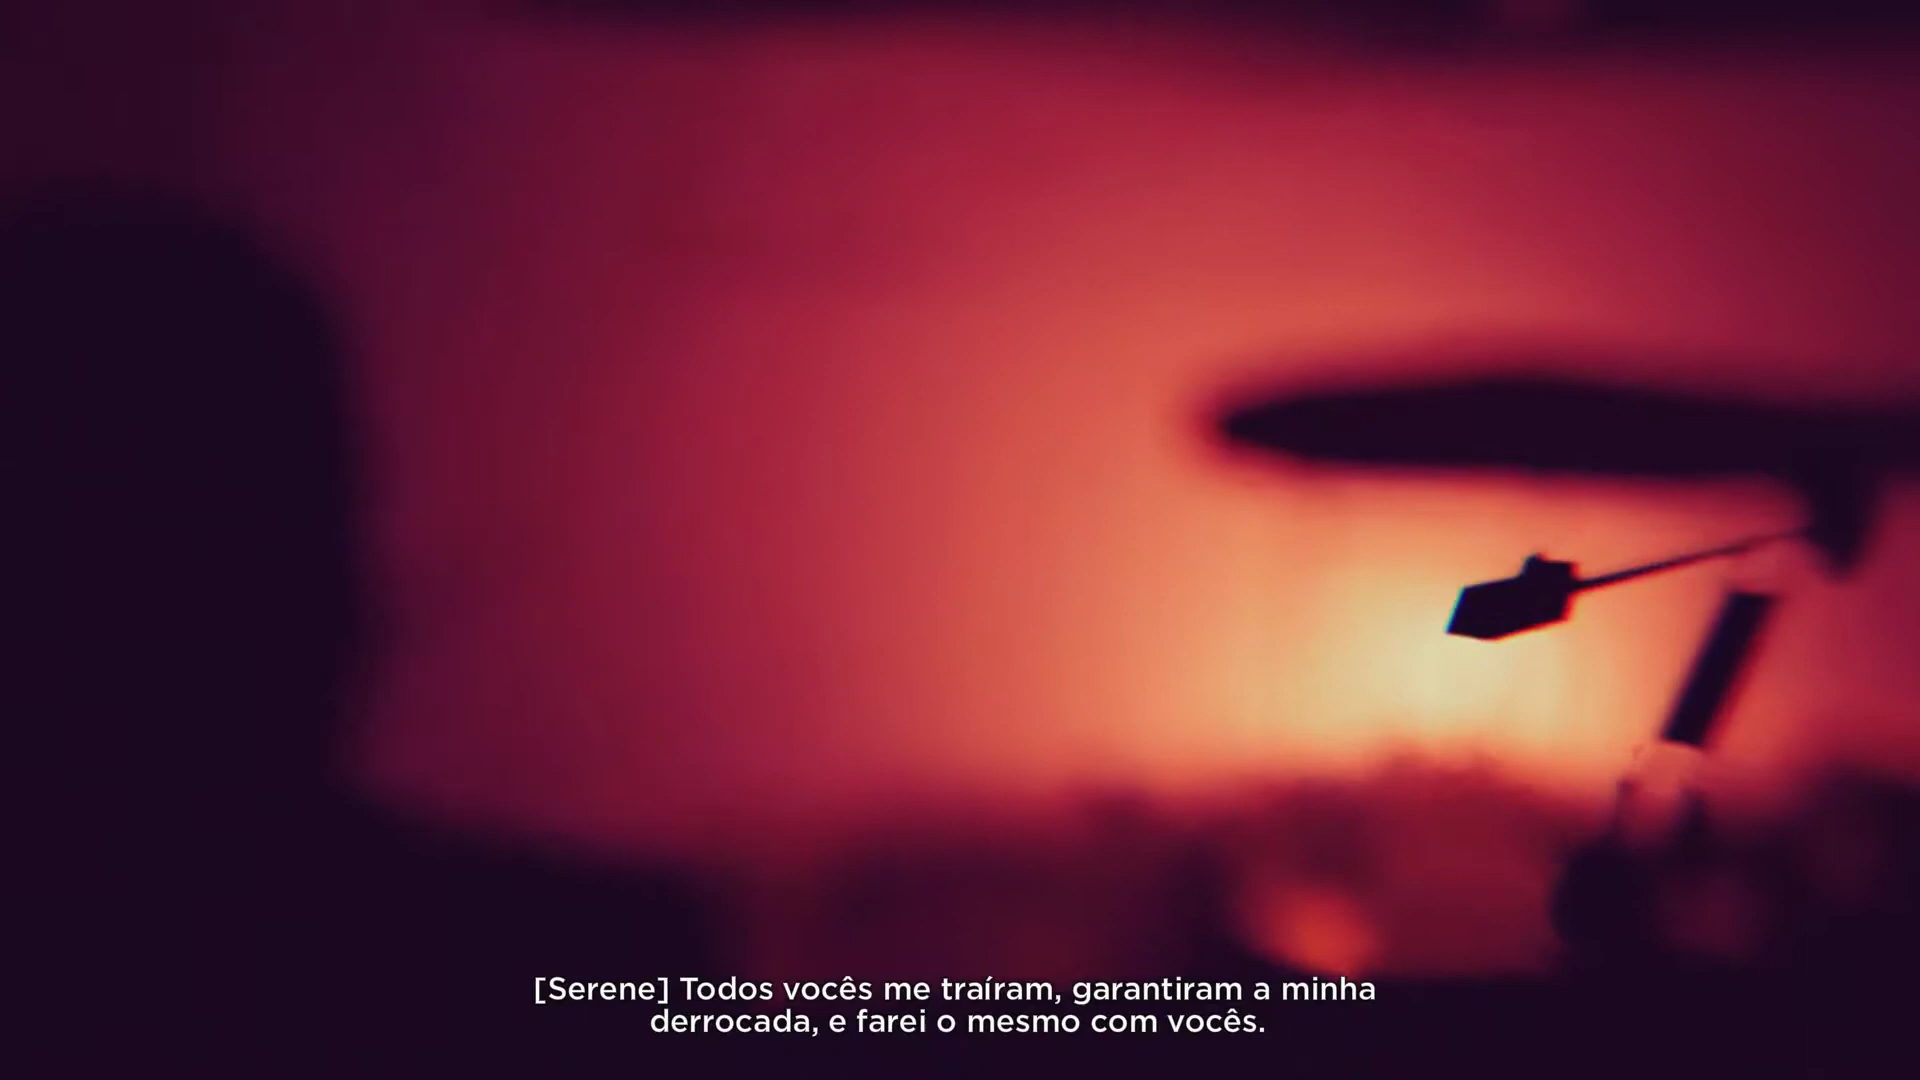 [Serene] Todos vocês me traíram, garantiram a minha
derrocada, e farei o mesmo com vocês.